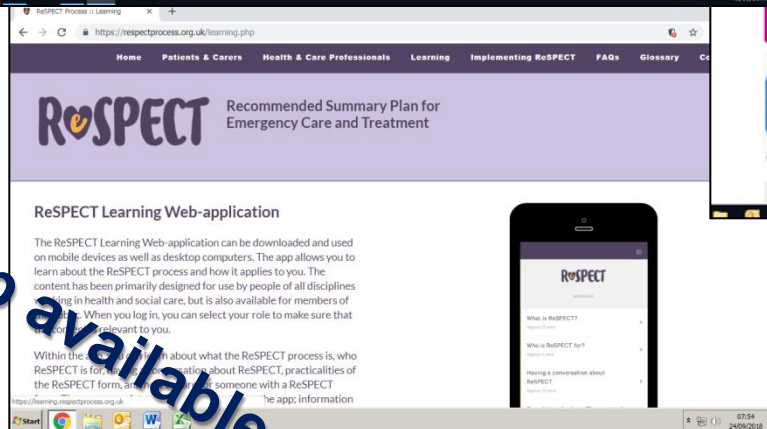 ReSPECT Process :: Learning
https://respectprocess.org.uk/learning.php
Home Patients & Carers Health & Care Professionals Learning Implementing ReSPECT FAQs Glossary
ReSPECT
Recommended Summary Plan for
Emergency Care and Treatment
ReSPECT Learning Web-application
The ReSPECT Learning Web-application can be downloaded and used
on mobile devices as well as desktop computers. The app allows you to
learn about the ReSPECT process and how it applies to you. The
content has been primarily designed for use by people of all disciplines
working in health and social care, but is also available for members of
When you log in, you can select your role to make sure that
relevant to you.
Within the about what the ReSPECT process is, who
ReSPECT is for, about ReSPECT, practicalities of
the ReSPECT form, someone with a ReSPECT
the app; information
https://learning.respectprocess.org.uk
available
ReSPECT
What is ReSPECT?
Who is ReSPECT for?
Having a conversation about
ReSPECT
Start
07:54
24/09/2018